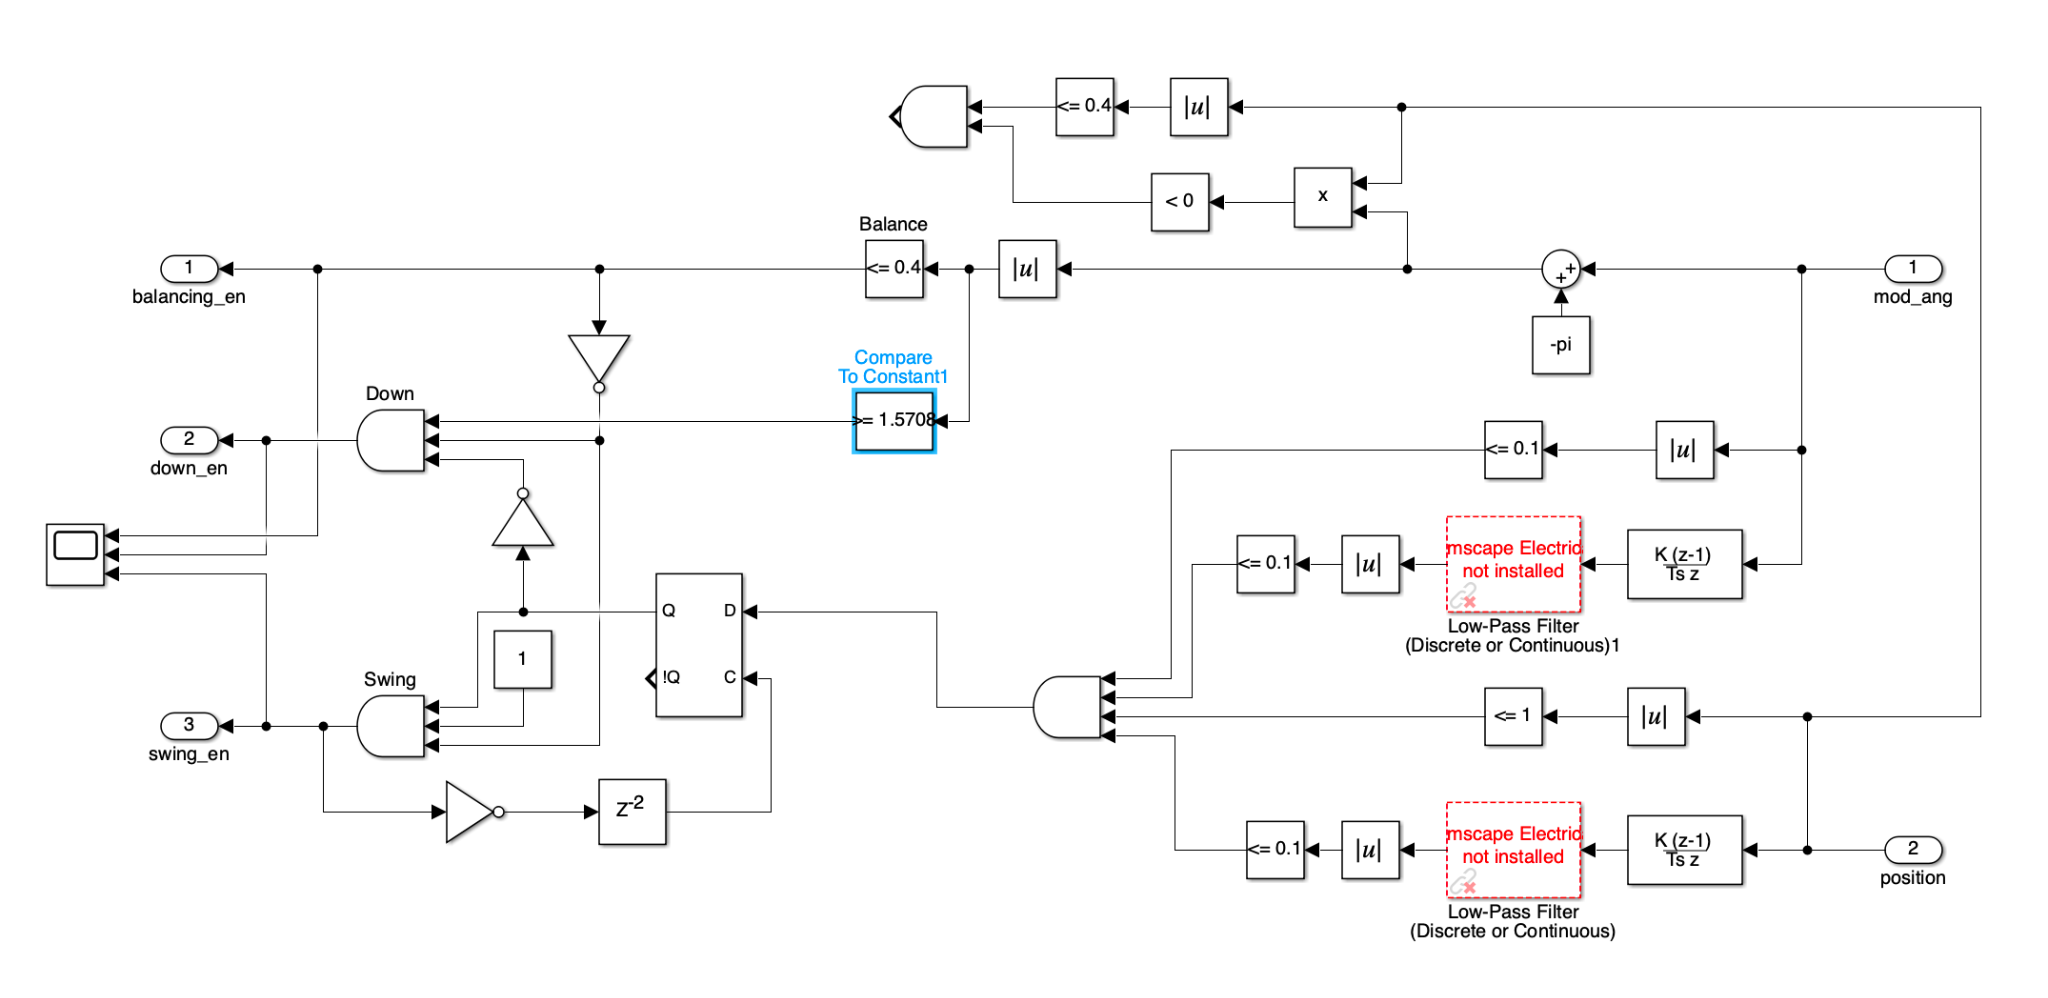 <= 0.4
|u|
< 0
x
Balance
1
balancing_en
<= 0.4
|u|
+
+
1
mod_ang
-pi
Compare
To Constant1
>= 1.5708
Down
2
down_en
<= 0.1
|u|
<= 0.1
|u|
mscape Electric
not installed
K (z-1)
Ts z
Low-Pass Filter
(Discrete or Continuous)1
Q
D
!Q
C
1
Swing
3
swing_en
<= 1
|u|
Z-2
<= 0.1
|u|
mscape Electric
not installed
K (z-1)
Ts z
2
position
Low-Pass Filter
(Discrete or Continuous)